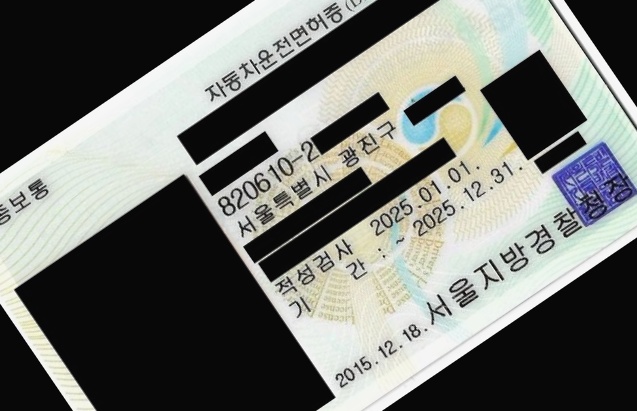 종보통
자동차운전면허증 (D
820610-2
서울특별시 광진구
적성검사 2025.01.01.
기 간 : ~ 2025.12.31.
2015.12.18. 서울지방경찰청장